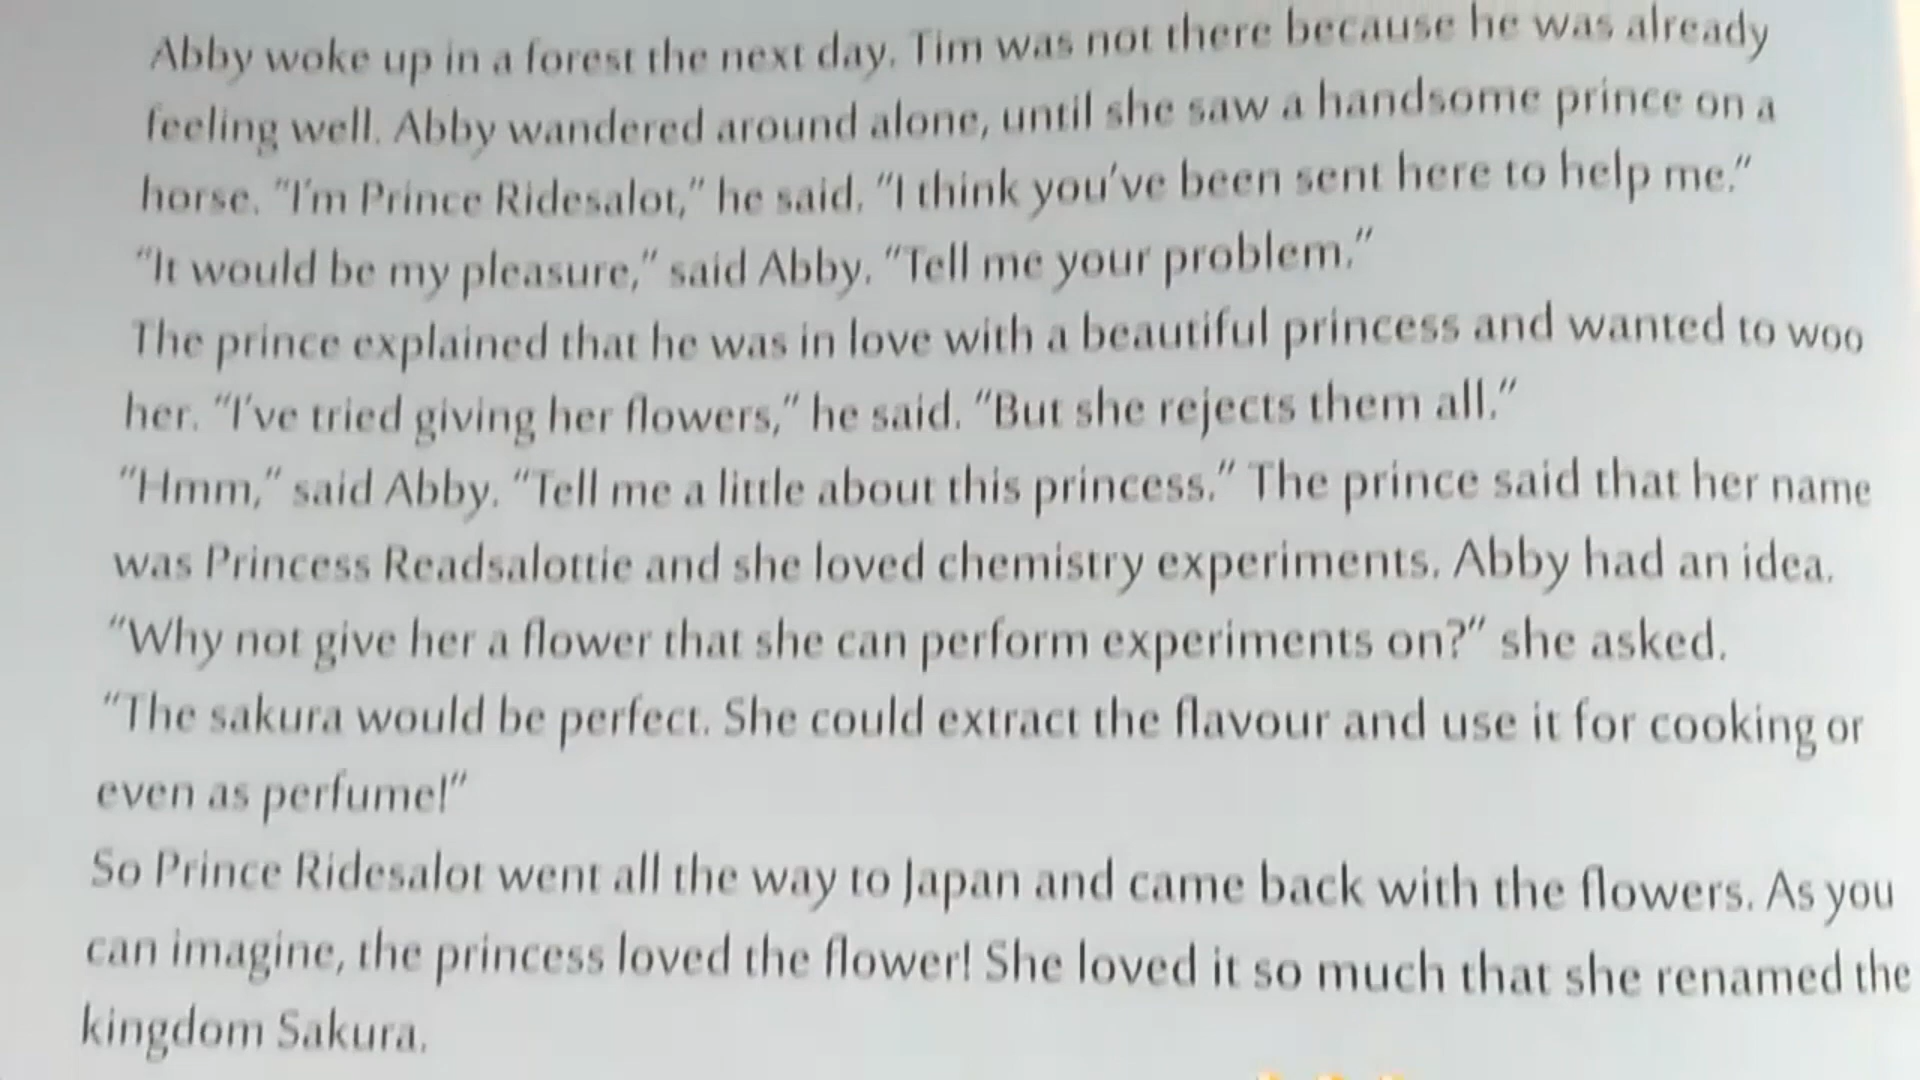 Abby woke up in a forest the next day. Tim was not there because he was already
feeling well. Abby wandered around alone, until she saw a handsome prince on a
horse. "I'm Prince Ridesalot," he said. "I think you've been sent here to help me."
"It would be my pleasure," said Abby. "Tell me your problem."
The prince explained that he was in love with a beautiful princess and wanted to woo
her. "I've tried giving her flowers," he said. "But she rejects them all."
"Hmm," said Abby. "Tell me a little about this princess." The prince said that her name
was Princess Readsalottie and she loved chemistry experiments. Abby had an idea.
"Why not give her a flower that she can perform experiments on?" she asked.
"The sakura would be perfect. She could extract the flavour and use it for cooking or
even as perfume!"
So Prince Ridesalot went all the way to Japan and came back with the flowers. As you
can imagine, the princess loved the flower! She loved it so much that she renamed the
kingdom Sakura.